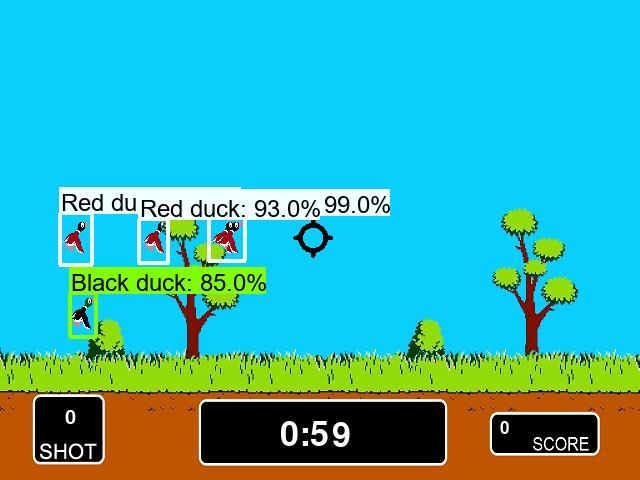 Red du
Red duck: 93.0%
99.0%
Black duck: 85.0%
0
SHOT
0:59
0
SCORE